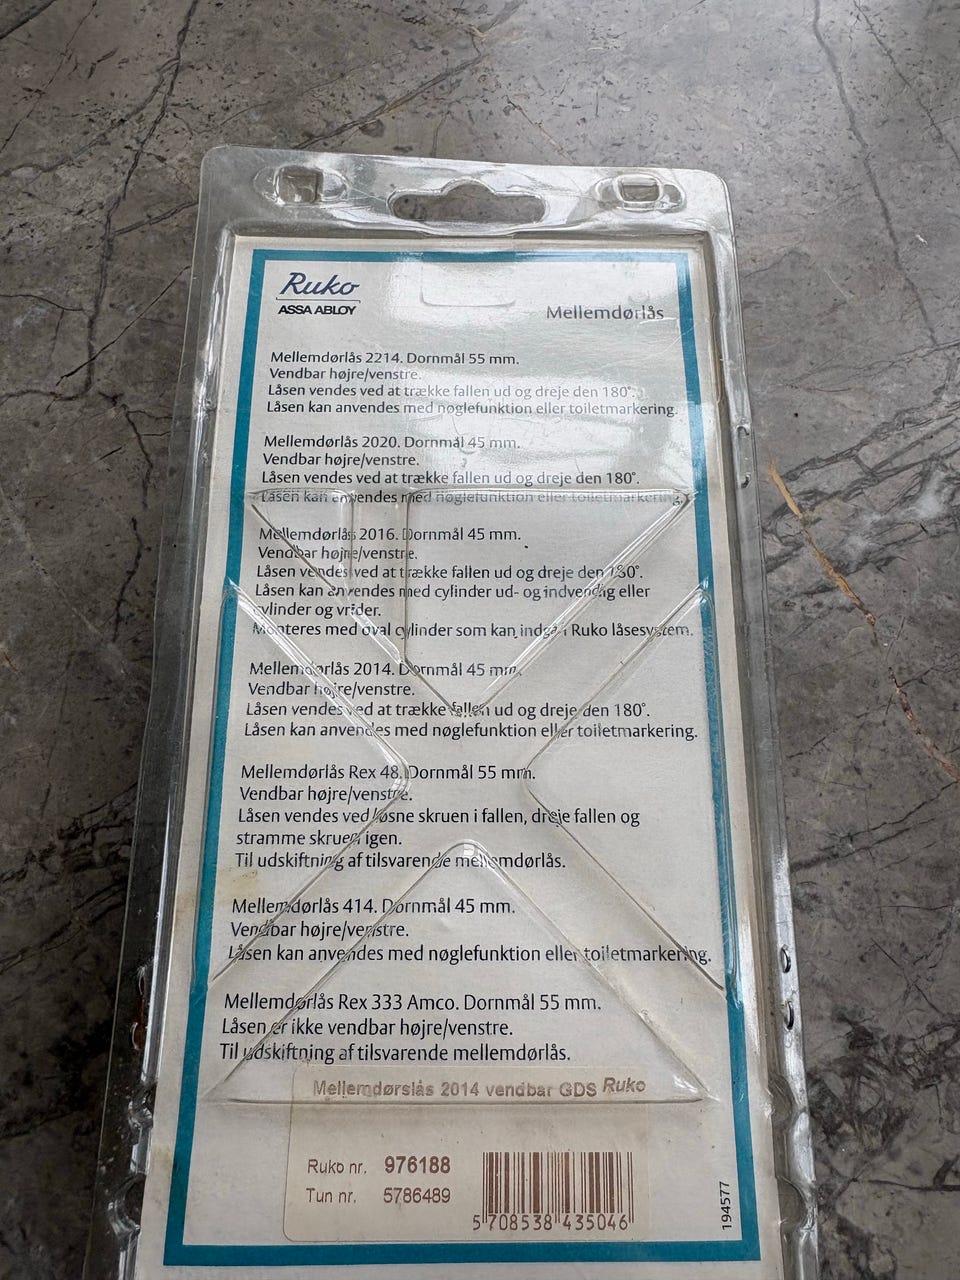 Ruko
ASSA ABLOY
Mellemdørlås
Mellemdørlås 2214. Dornmål 55 mm.
Vendbar højre/venstre.
Låsen vendes ved at trække fallen ud og dreje den 180°.
Låsen kan anvendes med nøglefunktion eller toiletmarkering.
Mellemdørlås 2020. Dornmål 45 mm.
Vendbar højre/venstre.
Låsen vendes ved at trække fallen ud og dreje den 180°.
Låsen kan anvendes med nøglefunktion eller toiletmarkering.
Mellemdørlås 2016. Dornmål 45 mm.
Vendbar højre/venstre.
Låsen vendes ved at trække fallen ud og dreje den 180°.
Låsen kan anvendes med cylinder ud- og indvendig eller
cylinder og vrider.
Monteres med oval cylinder som kan indgå i Ruko låsesystem.
Mellemdørlås 2014. Dornmål 45 mm.
Vendbar højre/venstre.
Låsen vendes ved at trække fallen ud og dreje den 180°.
Låsen kan anvendes med nøglefunktion eller toiletmarkering.
Mellemdørlås Rex 48. Dornmål 55 mm.
Vendbar højre/venstre.
Låsen vendes ved løsne skruen i fallen, dreje fallen og
stramme skruen igen.
Til udskiftning af tilsvarende mellemdørlås.
Mellemdørlås 414. Dornmål 45 mm.
Vendbar højre/venstre.
Låsen kan anvendes med nøglefunktion eller toiletmarkering.
Mellemdørlås Rex 333 Amco. Dornmål 55 mm.
Låsen er ikke vendbar højre/venstre.
Til udskiftning af tilsvarende mellemdørlås.
Mellemdørslås 2014 vendbar GDS Ruko
Ruko nr. 976188
Tun nr. 5786489
5 708538 435046
194577